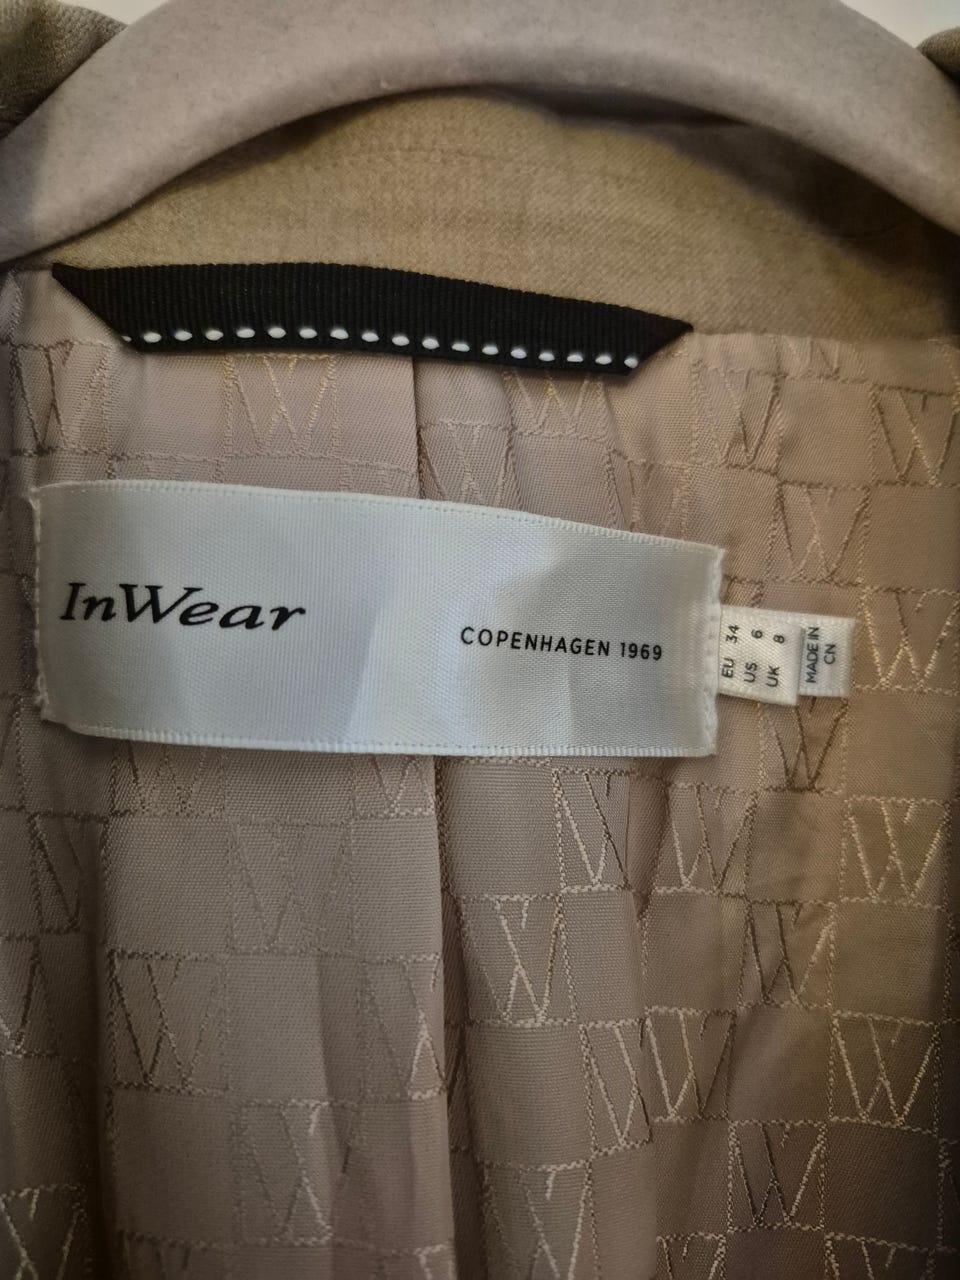 InWear
COPENHAGEN 1969
EU 34
US 6
UK 8
MADE IN
CN